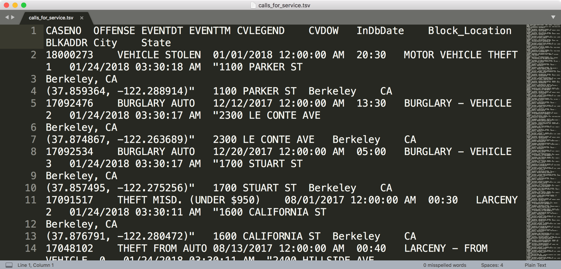 calls_for_service.tsv
calls_for_service.tsv
1 CASENO OFFENSE EVENTDT EVENTTM CVLEGEND CVDOW InDbDate Block_Location
BLKADDR City State
2 18000273 VEHICLE STOLEN 01/01/2018 12:00:00 AM 20:30 MOTOR VEHICLE THEFT
1 01/24/2018 03:30:18 AM "1100 PARKER ST
3 Berkeley, CA
4 (37.859364, -122.288914)" 1100 PARKER ST Berkeley CA
5 17092476 BURGLARY AUTO 12/12/2017 12:00:00 AM 13:30 BURGLARY - VEHICLE
2 01/24/2018 03:30:17 AM "2300 LE CONTE AVE
6 Berkeley, CA
7 (37.874867, -122.263689)" 2300 LE CONTE AVE Berkeley CA
8 17092534 BURGLARY AUTO 12/20/2017 12:00:00 AM 05:00 BURGLARY - VEHICLE
3 01/24/2018 03:30:17 AM "1700 STUART ST
9 Berkeley, CA
10 (37.857495, -122.275256)" 1700 STUART ST Berkeley CA
11 17091517 THEFT MISD. (UNDER $950) 08/01/2017 12:00:00 AM 00:30 LARCENY
2 01/24/2018 03:30:11 AM "1600 CALIFORNIA ST
12 Berkeley, CA
13 (37.876791, -122.280472)" 1600 CALIFORNIA ST Berkeley CA
14 17048102 THEFT FROM AUTO 08/13/2017 12:00:00 AM 00:40 LARCENY - FROM
VEHICLE 0 01/24/2018 03:30:11 AM "2400 HILLSIDE AVE
Line 1, Column 1 0 misspelled words Spaces: 4 Plain Text